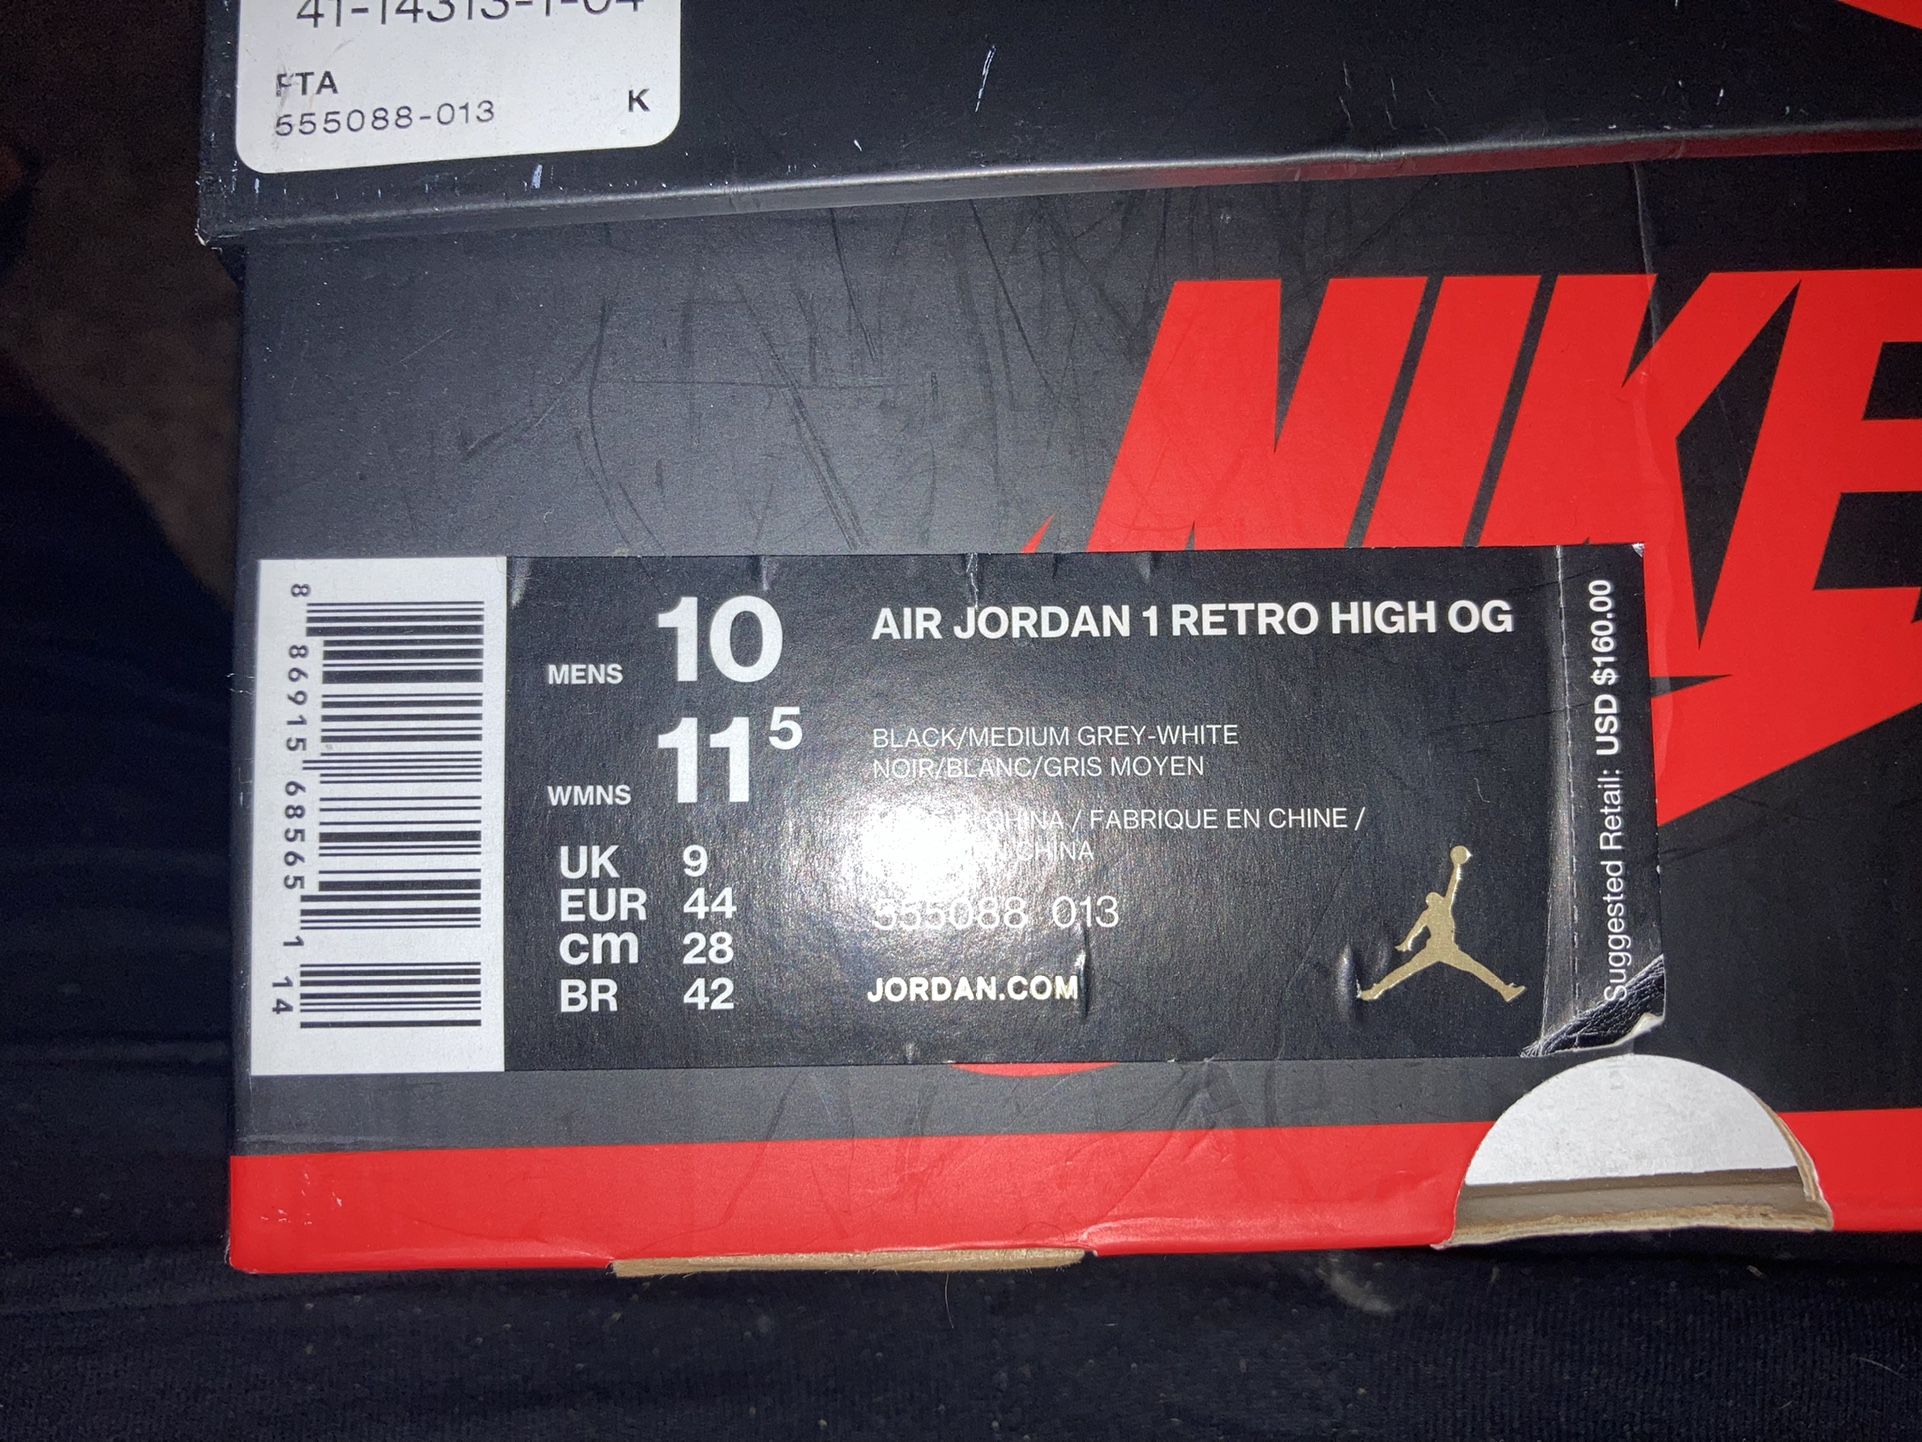 FTA
555088-013 K
NIKE
8 86915 68565 1 14
MENS 10
WMNS 11 5
UK 9
EUR 44
cm 28
BR 42
AIR JORDAN 1 RETRO HIGH OG
BLACK/MEDIUM GREY-WHITE
NOIR/BLANC/GRIS MOYEN
CHINA / FABRIQUE EN CHINE /
CHINA
555088 013
JORDAN.COM
Suggested Retail: USD $160.00